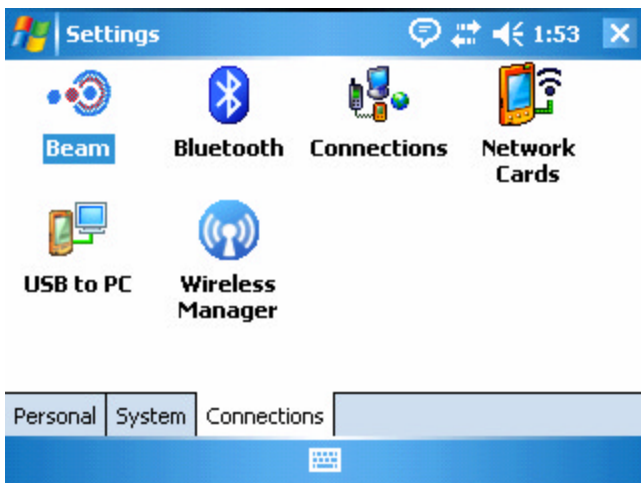 Settings 1:53
Beam Bluetooth Connections Network Cards
USB to PC Wireless Manager
Personal System Connections